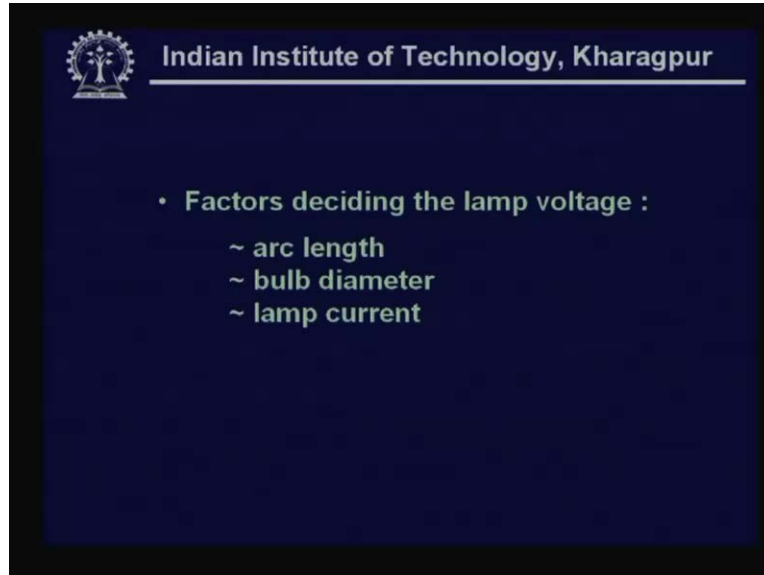 Indian Institute of Technology, Kharagpur
• Factors deciding the lamp voltage :
~ arc length
~ bulb diameter
~ lamp current